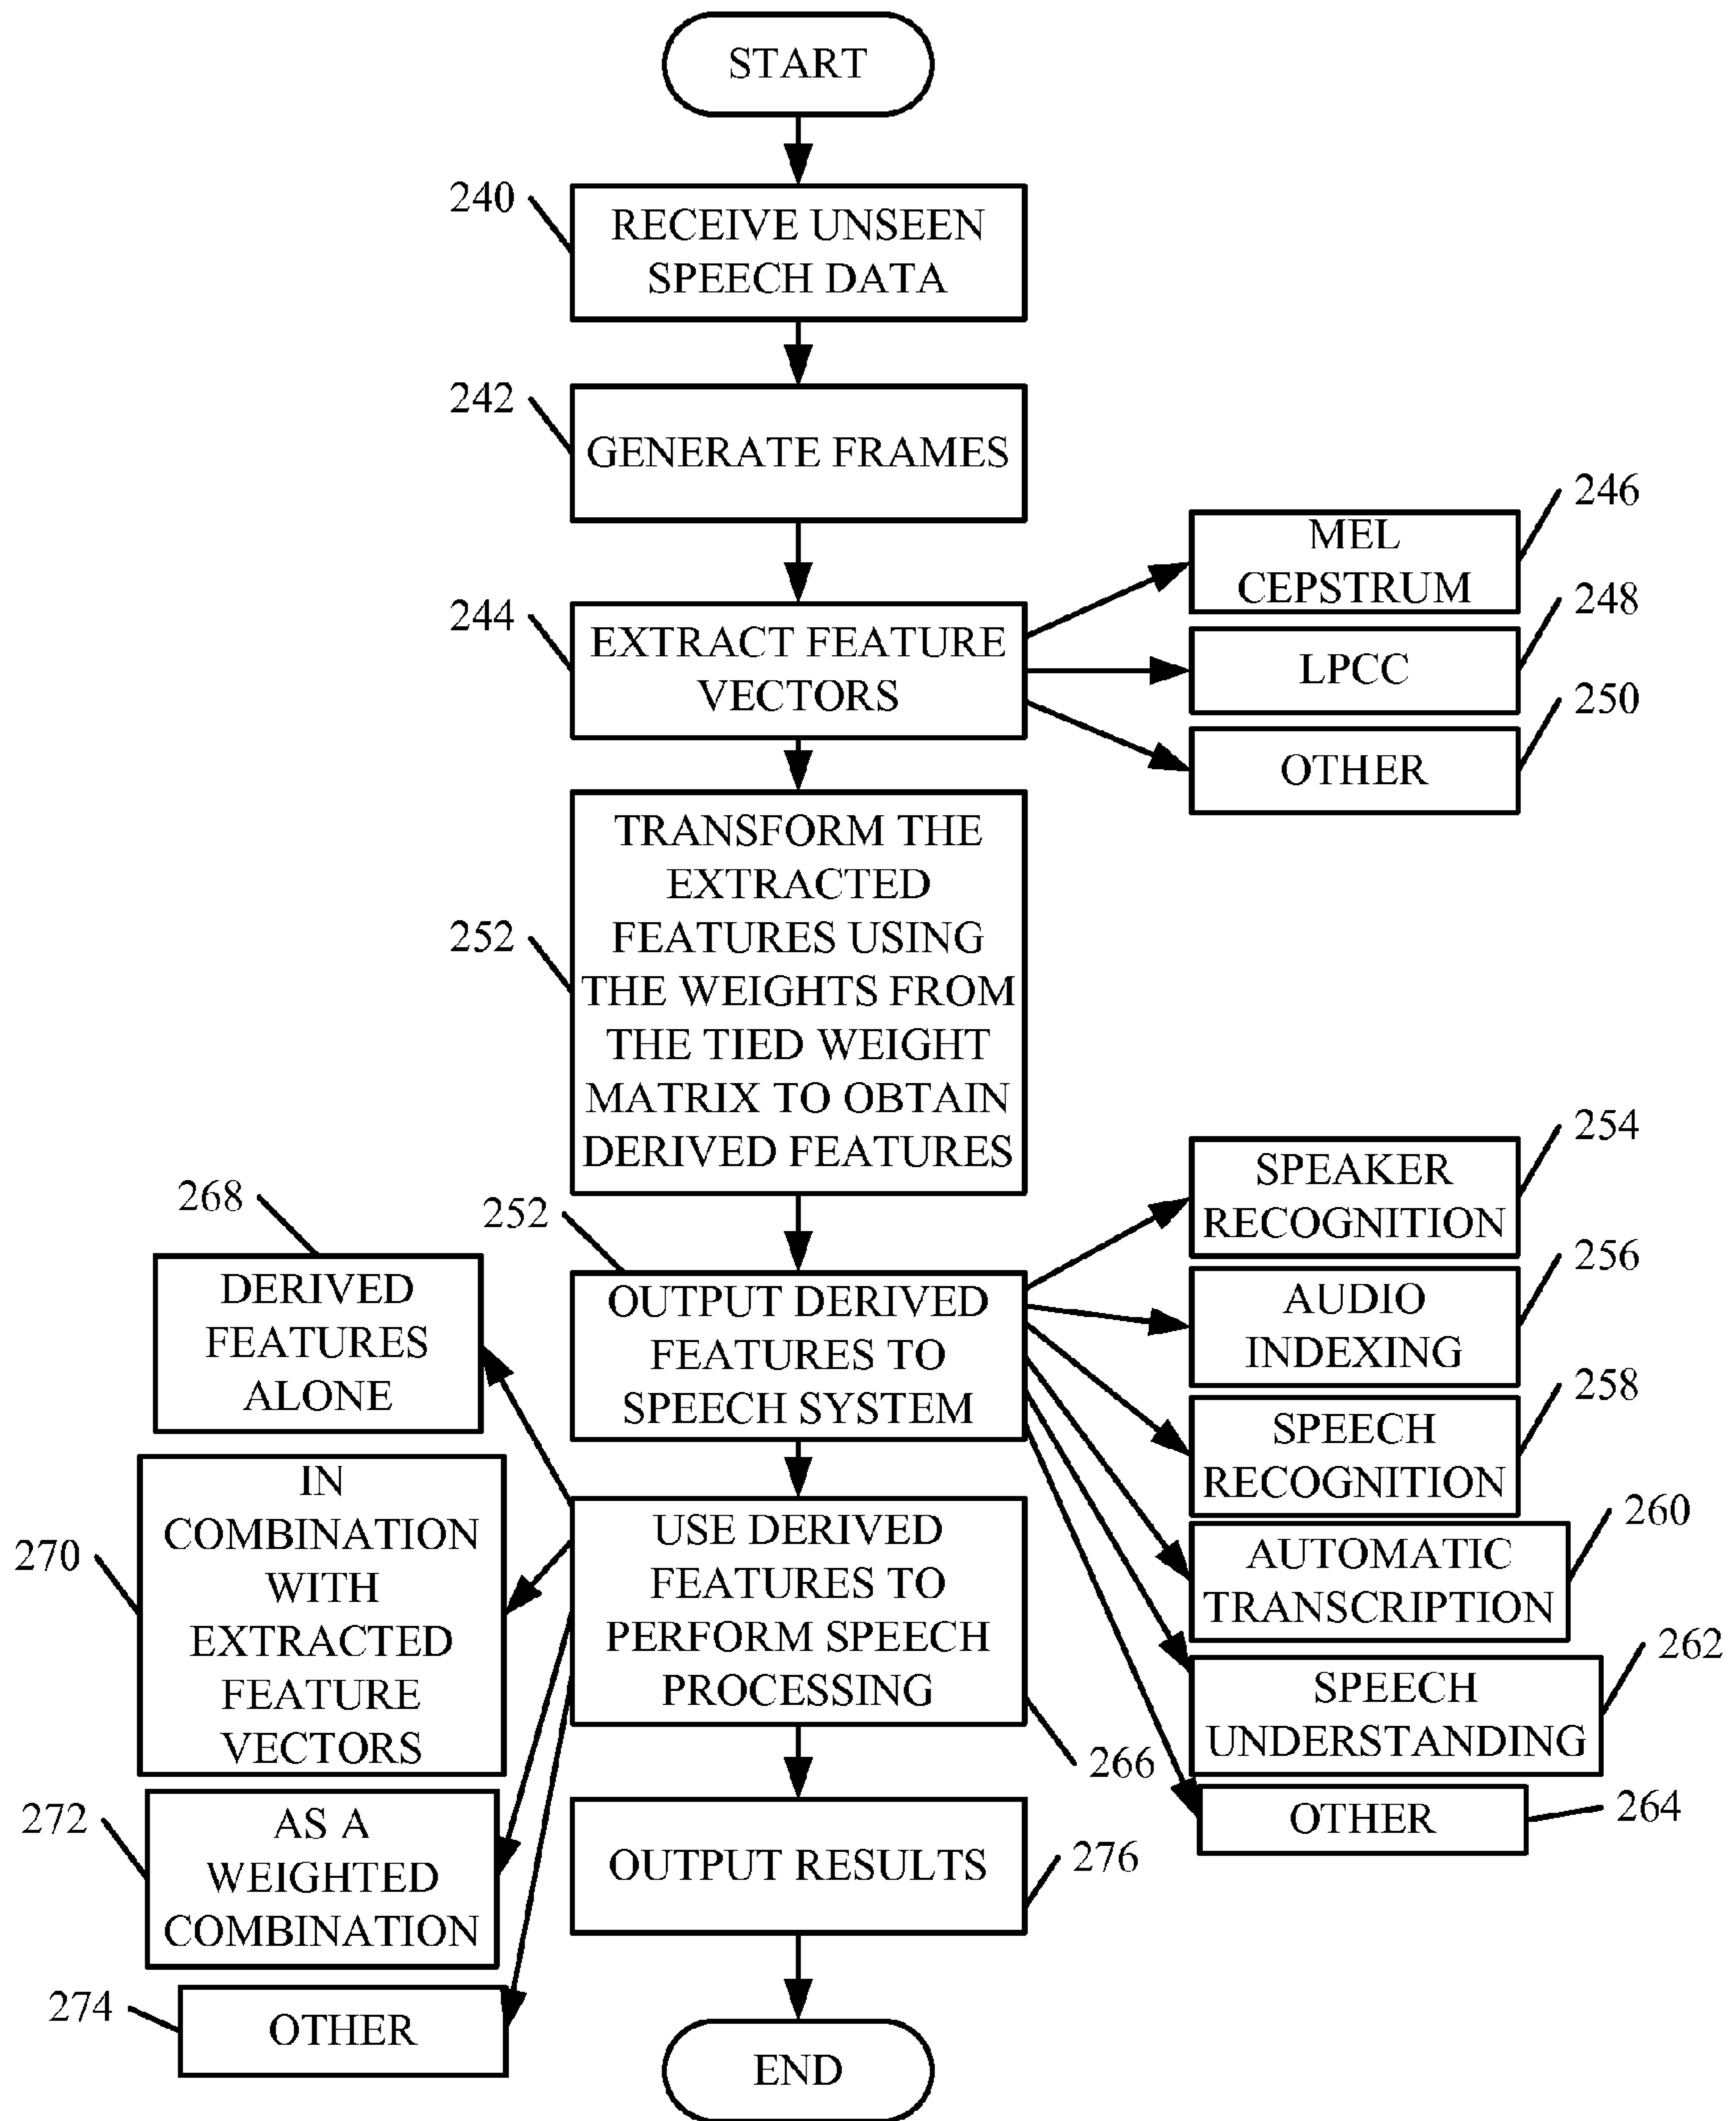 START
240
RECEIVE UNSEEN
SPEECH DATA
242
GENERATE FRAMES
244
EXTRACT FEATURE
VECTORS
246
MEL
CEPSTRUM
248
LPCC
250
OTHER
252
TRANSFORM THE
EXTRACTED
FEATURES USING
THE WEIGHTS FROM
THE TIED WEIGHT
MATRIX TO OBTAIN
DERIVED FEATURES
252
OUTPUT DERIVED
FEATURES TO
SPEECH SYSTEM
254
SPEAKER
RECOGNITION
256
AUDIO
INDEXING
258
SPEECH
RECOGNITION
260
AUTOMATIC
TRANSCRIPTION
262
SPEECH
UNDERSTANDING
264
OTHER
USE DERIVED
FEATURES TO
PERFORM SPEECH
PROCESSING
266
268
DERIVED
FEATURES
ALONE
270
IN
COMBINATION
WITH
EXTRACTED
FEATURE
VECTORS
272
AS A
WEIGHTED
COMBINATION
274
OTHER
OUTPUT RESULTS
276
END